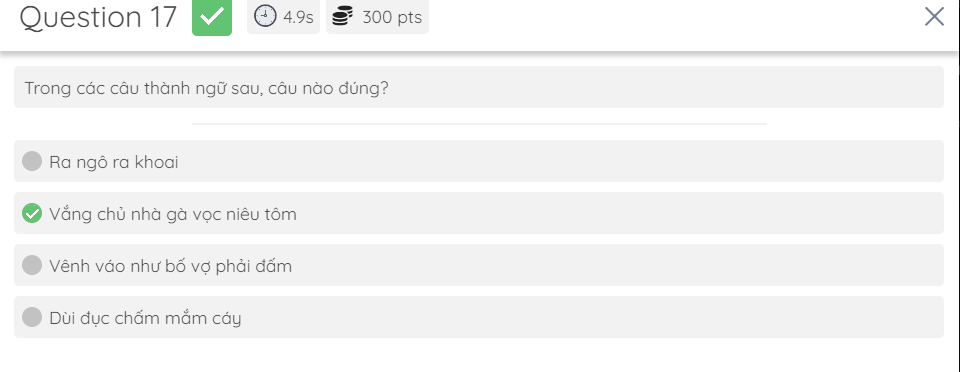 Question 17 4.9s 300 pts
Trong các câu thành ngữ sau, câu nào đúng?
Ra ngô ra khoai
Vắng chủ nhà gà vọc niêu tôm
Vênh váo như bố vợ phải đấm
Dùi đục chấm mắm cáy